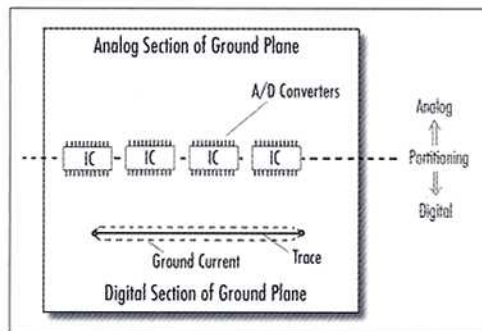 Analog Section of Ground Plane
A/D Converters
Analog
IC IC IC IC
Partitioning
Digital
Trace
Ground Current
Digital Section of Ground Plane